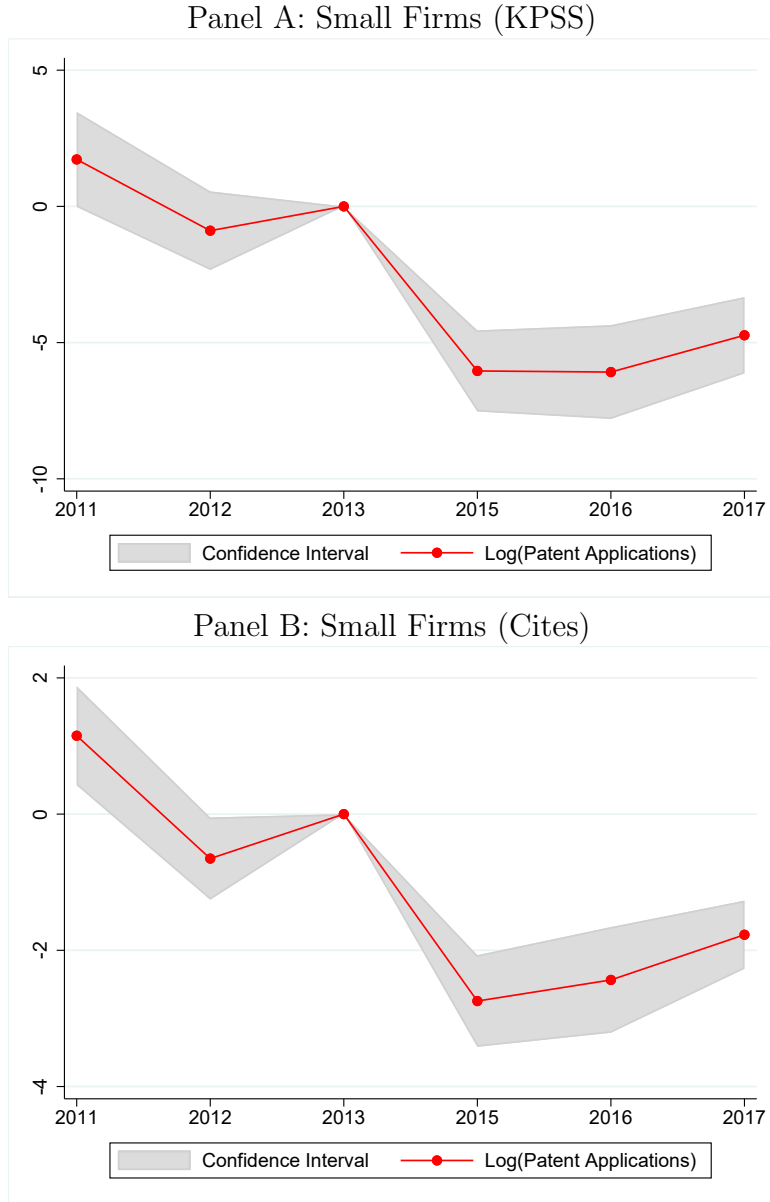 Panel A: Small Firms (KPSS)
5
0
-5
-10
2011 2012 2013 2015 2016 2017
Confidence Interval Log(Patent Applications)
Panel B: Small Firms (Cites)
2
0
-2
-4
2011 2012 2013 2015 2016 2017
Confidence Interval Log(Patent Applications)